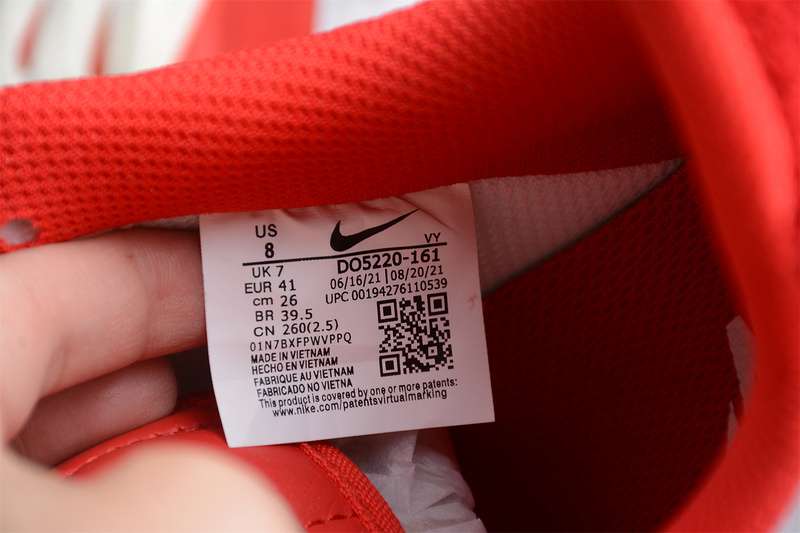 US
8
VY
UK 7
DO5220-161
EUR 41
06/16/21 | 08/20/21
cm 26
UPC 00194276110539
BR 39.5
CN 260(2.5)
01N7BXFPWVPPQ
MADE IN VIETNAM
HECHO EN VIETNAM
FABRIQUE AU VIETNAM
FABRICADO NO VIETNA
This product is covered by one or more patents:
www.nike.com/patentsvirtualmarking